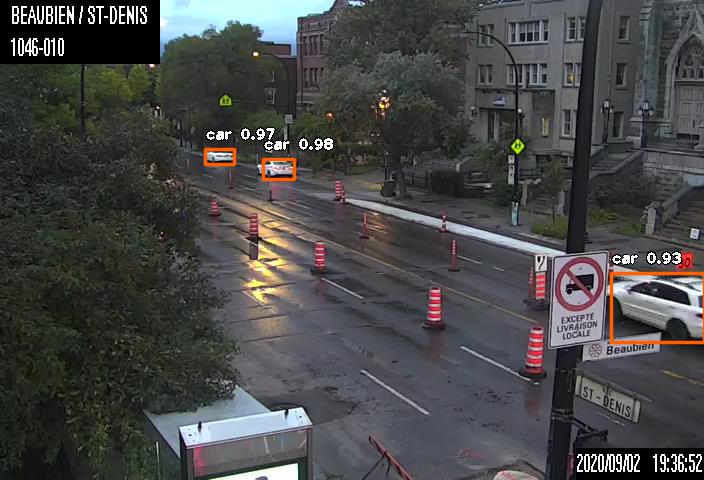 BEAUBIEN / ST-DENIS
1046-010
car 0.97
car 0.98
car 0.93
30
EXCEPTÉ
LIVRAISON
LOCALE
Beaubien
ST-DENIS
2020/09/02 19:36:52